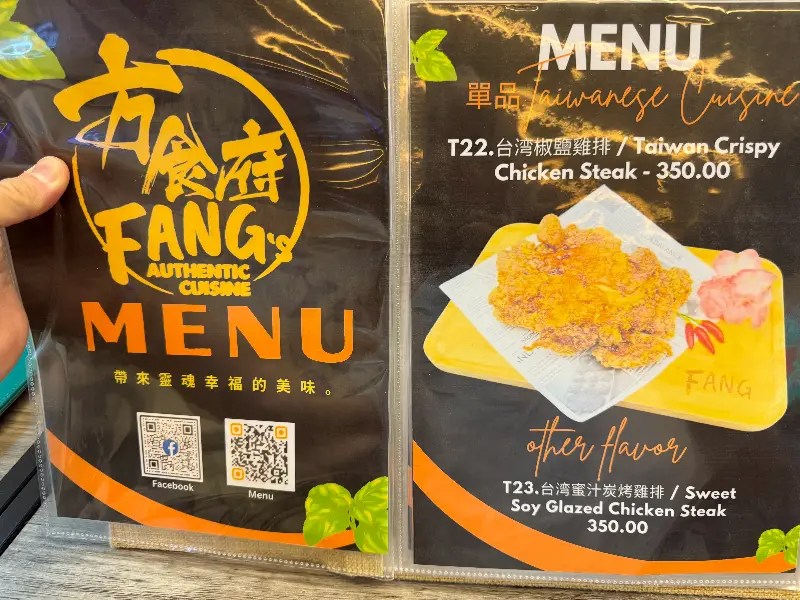 方食府
FANG's
AUTHENTIC
CUISINE
MENU
帶來靈魂幸福的美味。
Facebook
Menu
MENU
單品 Taiwanese Cuisine
T22.台湾椒鹽雞排 / Taiwan Crispy
Chicken Steak - 350.00
FANG
other flavor
T23.台湾蜜汁炭烤雞排 / Sweet
Soy Glazed Chicken Steak
350.00